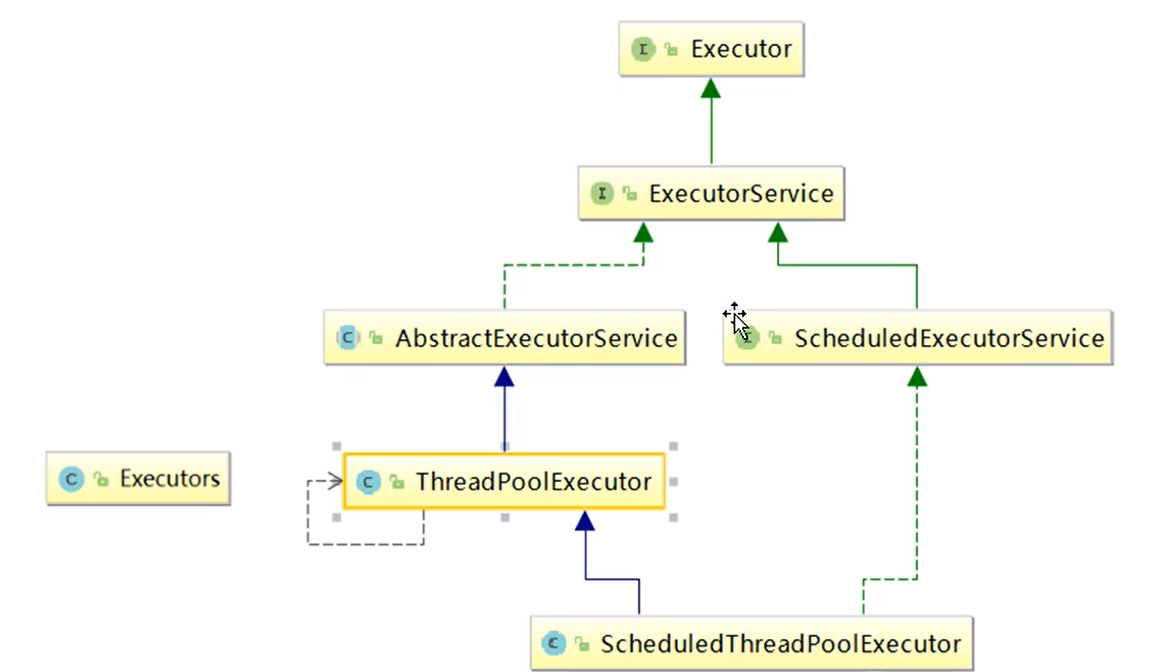 Executor
ExecutorService
AbstractExecutorService
ScheduledExecutorService
Executors
ThreadPoolExecutor
ScheduledThreadPoolExecutor